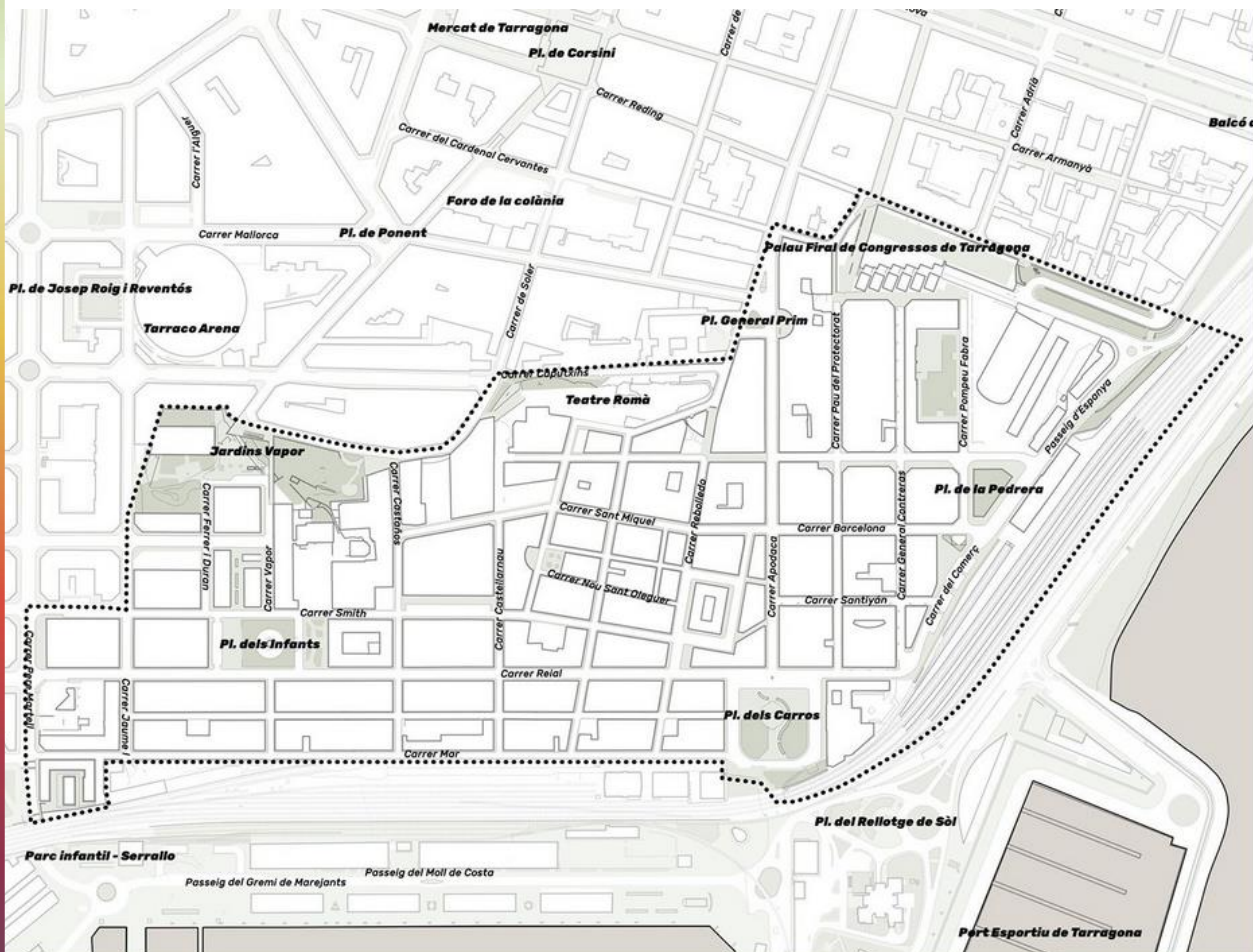 Mercat de Tarragona
Carrer de
ova
Pl. de Corsini
Carrer Reding
Carrer Adrià
Balcó d
Carrer l'Alguer
Carrer del Cardenal Cervantes
Carrer Armanyà
Foro de la colània
Carrer Mallorca
Pl. de Ponent
Palau Firal de Congressos de Tarragona
Pl. de Josep Roig i Reventós
Carrer de Soler
Tarraco Arena
Pl. General Prim
Carrer Pau del Protectorat
Carrer Pompeu Fabra
Carrer Caputxins
Passeig d'Espanya
Teatre Romà
Jardins Vapor
Carrer Castaños
Pl. de la Pedrera
Carrer Ferrer i Duran
Carrer Sant Miquel
Carrer Rebolledo
Carrer Barcelona
Carrer General Contreras
Carrer Vapor
Carrer Castellarnau
Carrer Nou Sant Oleguer
Carrer Apodaca
Carrer Santiyán
Carrer del Comerç
Carrer Smith
Pl. dels Infants
Carrer Pere Martell
Carrer Reial
Carrer Jaume I
Pl. dels Carros
Carrer Mar
Pl. del Rellotge de Sòl
Parc infantil - Serrallo
Passeig del Moll de Costa
Passeig del Gremi de Marejants
Port Esportiu de Tarragona